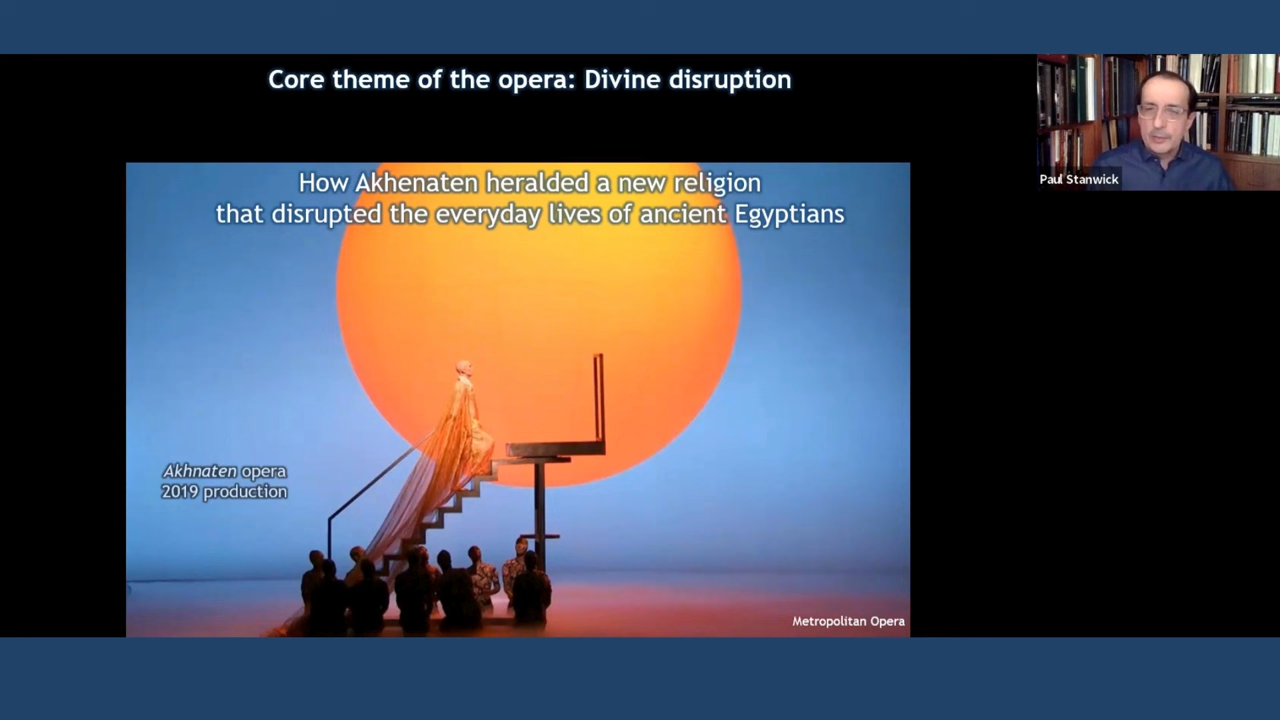 Core theme of the opera: Divine disruption
Paul Stanwick
How Akhenaten heralded a new religion
that disrupted the everyday lives of ancient Egyptians
Akhnaten opera
2019 production
Metropolitan Opera